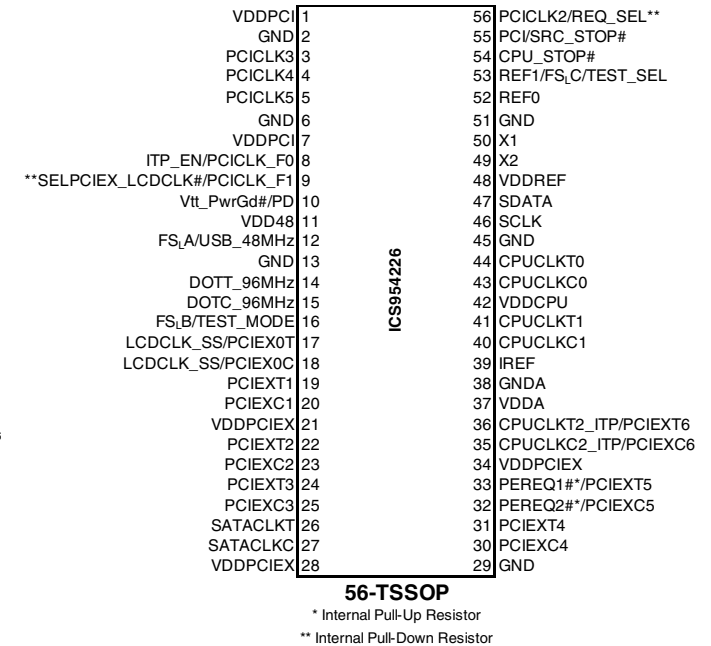 VDDPCI 1 56 PCICLK2/REQ_SEL**
GND 2 55 PCI/SRC_STOP#
PCICLK3 3 54 CPU_STOP#
PCICLK4 4 53 REF1/FSLC/TEST_SEL
PCICLK5 5 52 REF0
GND 6 51 GND
VDDPCI 7 50 X1
ITP_EN/PCICLK_F0 8 49 X2
**SELPCIEX_LCDCLK#/PCICLK_F1 9 48 VDDREF
Vtt_PwrGd#/PD 10 47 SDATA
VDD48 11 46 SCLK
FSLA/USB_48MHz 12 45 GND
GND 13 44 CPUCLKT0
DOTT_96MHz 14 43 CPUCLKC0
DOTC_96MHz 15 42 VDDCPU
FSLB/TEST_MODE 16 41 CPUCLKT1
LCDCLK_SS/PCIEX0T 17 40 CPUCLKC1
LCDCLK_SS/PCIEX0C 18 39 IREF
PCIEXT1 19 38 GNDA
PCIEXC1 20 37 VDDA
VDDPCIEX 21 36 CPUCLKT2_ITP/PCIEXT6
PCIEXT2 22 35 CPUCLKC2_ITP/PCIEXC6
PCIEXC2 23 34 VDDPCIEX
PCIEXT3 24 33 PEREQ1#*/PCIEXT5
PCIEXC3 25 32 PEREQ2#*/PCIEXC5
SATACLKT 26 31 PCIEXT4
SATACLKC 27 30 PCIEXC4
VDDPCIEX 28 29 GND
ICS954226
56-TSSOP
* Internal Pull-Up Resistor
** Internal Pull-Down Resistor